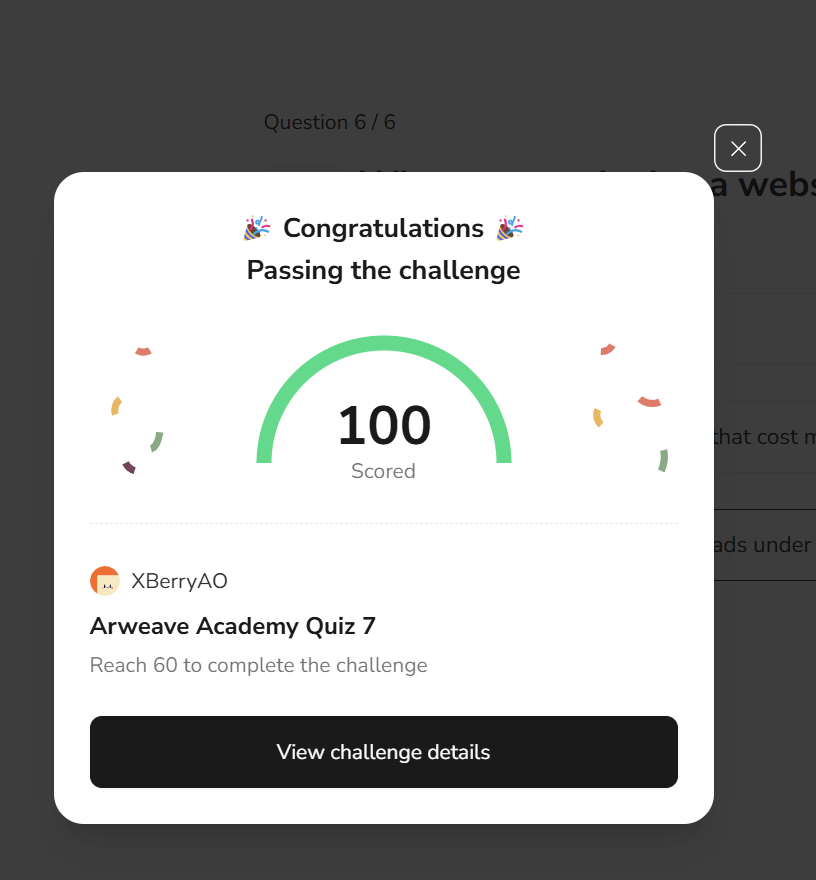 Question 6 / 6
a webs
🎉 Congratulations 🎉
Passing the challenge
100
Scored
that cost m
ads under
XBerryAO
Arweave Academy Quiz 7
Reach 60 to complete the challenge
View challenge details